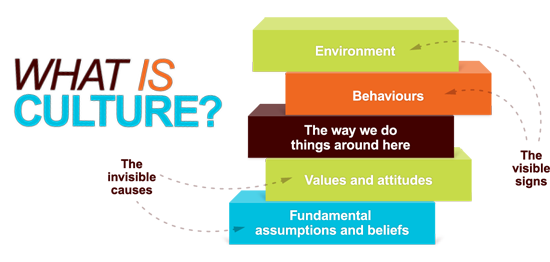 WHAT IS
CULTURE?
Environment
Behaviours
The way we do
things around here
Values and attitudes
Fundamental
assumptions and beliefs
The
invisible
causes
The
visible
signs